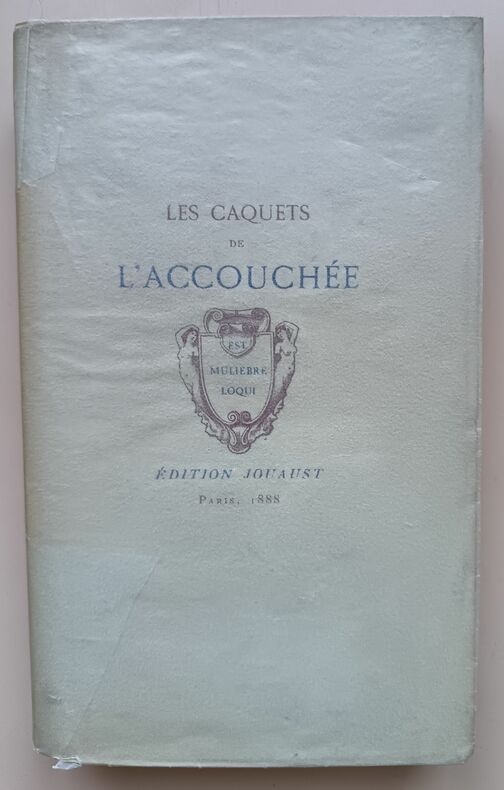 LES CAQUETS
DE
L'ACCOUCHÉE
EST
MULIEBRE
LOQUI
ÉDITION JOUAUST
PARIS, 1888